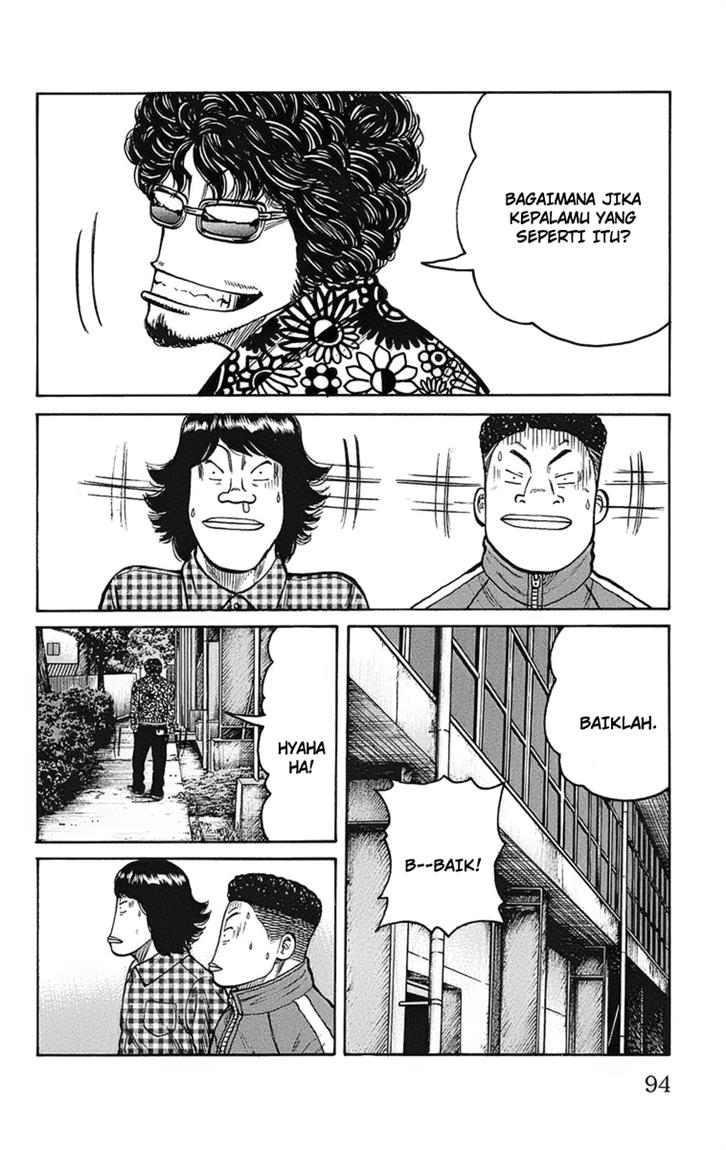 BAGAIMANA JIKA
KEPALAMU YANG
SEPERTI ITU?
BAIKLAH.
B--BAIK!
HYAHA
HA!
94